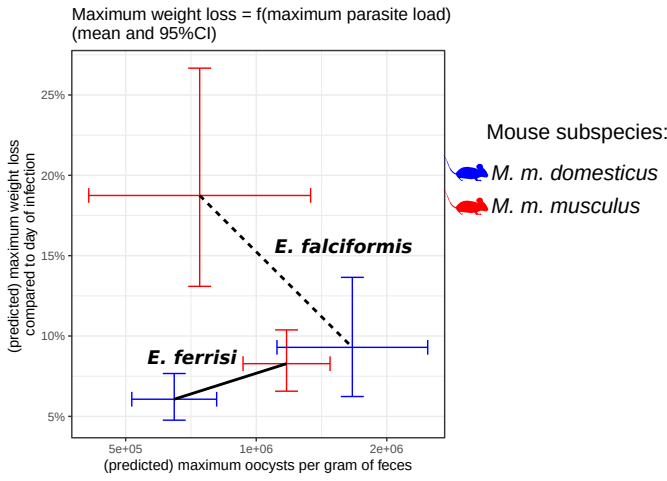 Maximum weight loss = f(maximum parasite load)
(mean and 95%CI)
(predicted) maximum weight loss
compared to day of infection
25%
20%
15%
10%
5%
E. falciformis
E. ferrisi
5e+05
1e+06
2e+06
(predicted) maximum oocysts per gram of feces
Mouse subspecies:
M. m. domesticus
M. m. musculus